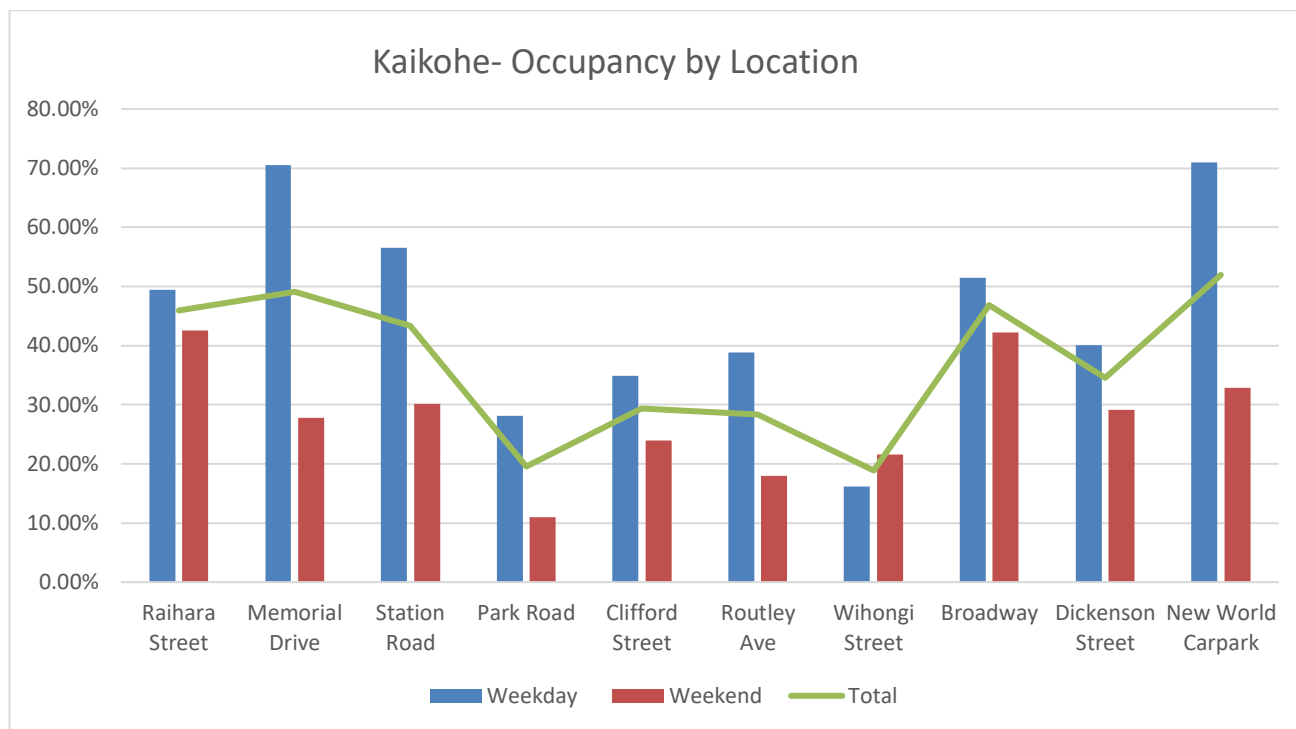 Kaikohe- Occupancy by Location
80.00%
70.00%
60.00%
50.00%
40.00%
30.00%
20.00%
10.00%
0.00%
Raihara
Street
Memorial
Drive
Station
Road
Park Road
Clifford
Street
Routley
Ave
Wihongi
Street
Broadway
Dickenson
Street
New World
Carpark
Weekday
Weekend
Total